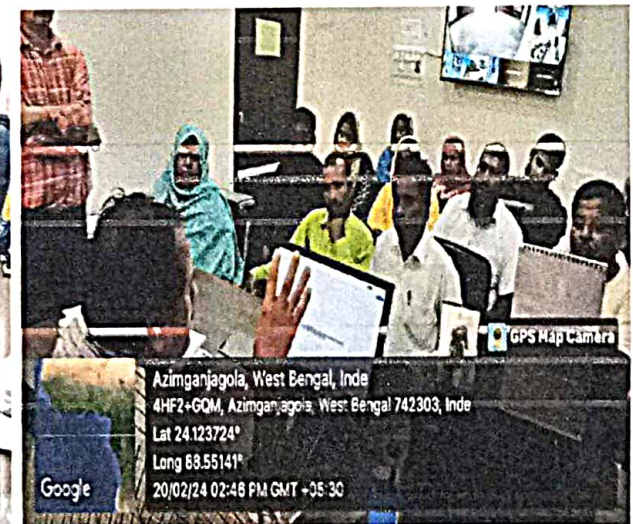 GPS Map Camera
Azimganjagola, West Bengal, Inde
4HF2+GQM, Azimganjagola, West Bengal 742303, Inde
Lat 24.123724°
Long 88.55141°
Google
20/02/24 02:46 PM GMT +05:30